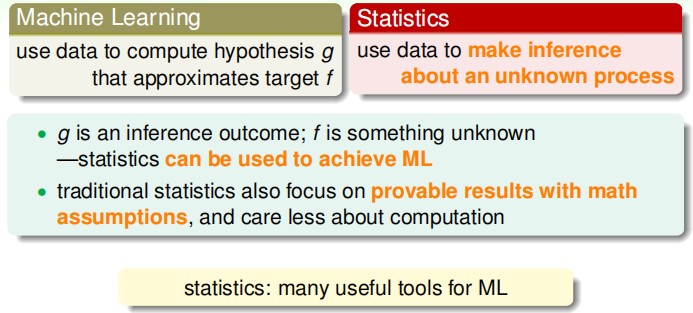 Machine Learning
use data to compute hypothesis g
that approximates target f
Statistics
use data to make inference
about an unknown process
• g is an inference outcome; f is something unknown
—statistics can be used to achieve ML
• traditional statistics also focus on provable results with math
assumptions, and care less about computation
statistics: many useful tools for ML